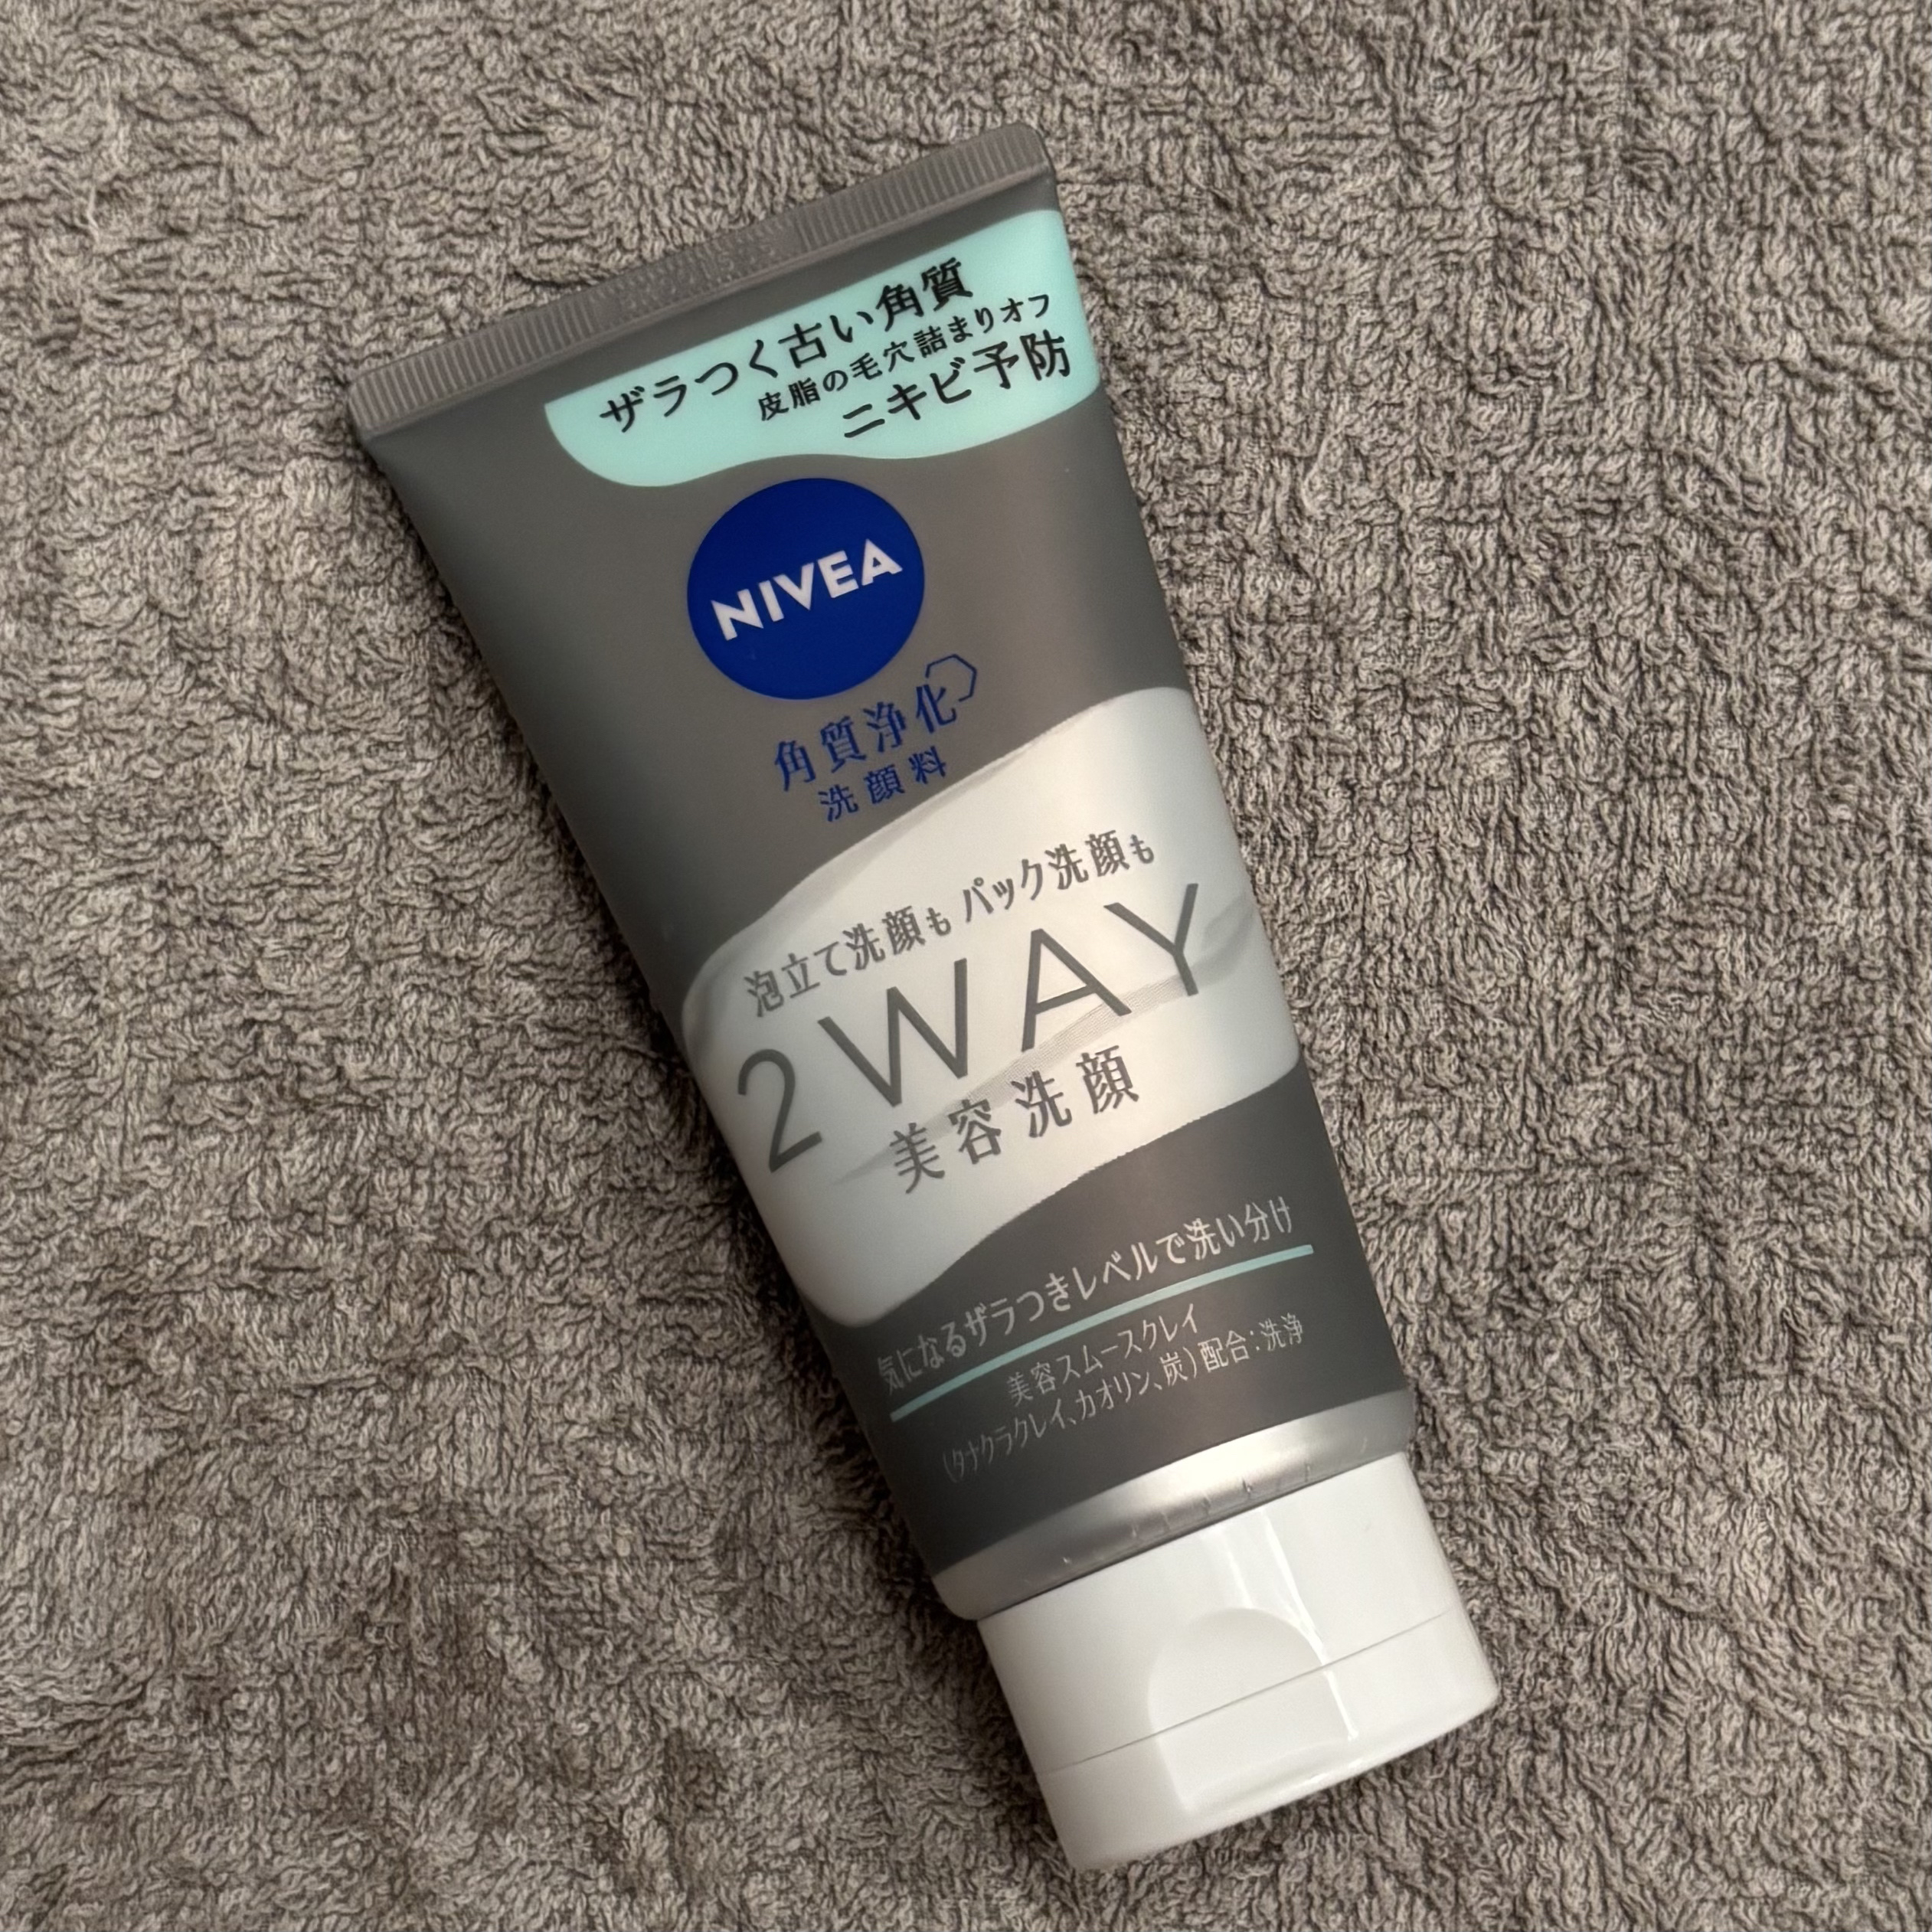 ザラつく古い角質
皮脂の毛穴詰まりオフ
ニキビ予防
NIVEA
角質浄化
洗顔料
泡立て洗顔も パック洗顔も
2WAY
美容洗顔
気になるザラつきレベルで洗い分け
美容スムースクレイ
(タナクラクレイ、カオリン、炭)配合:洗浄